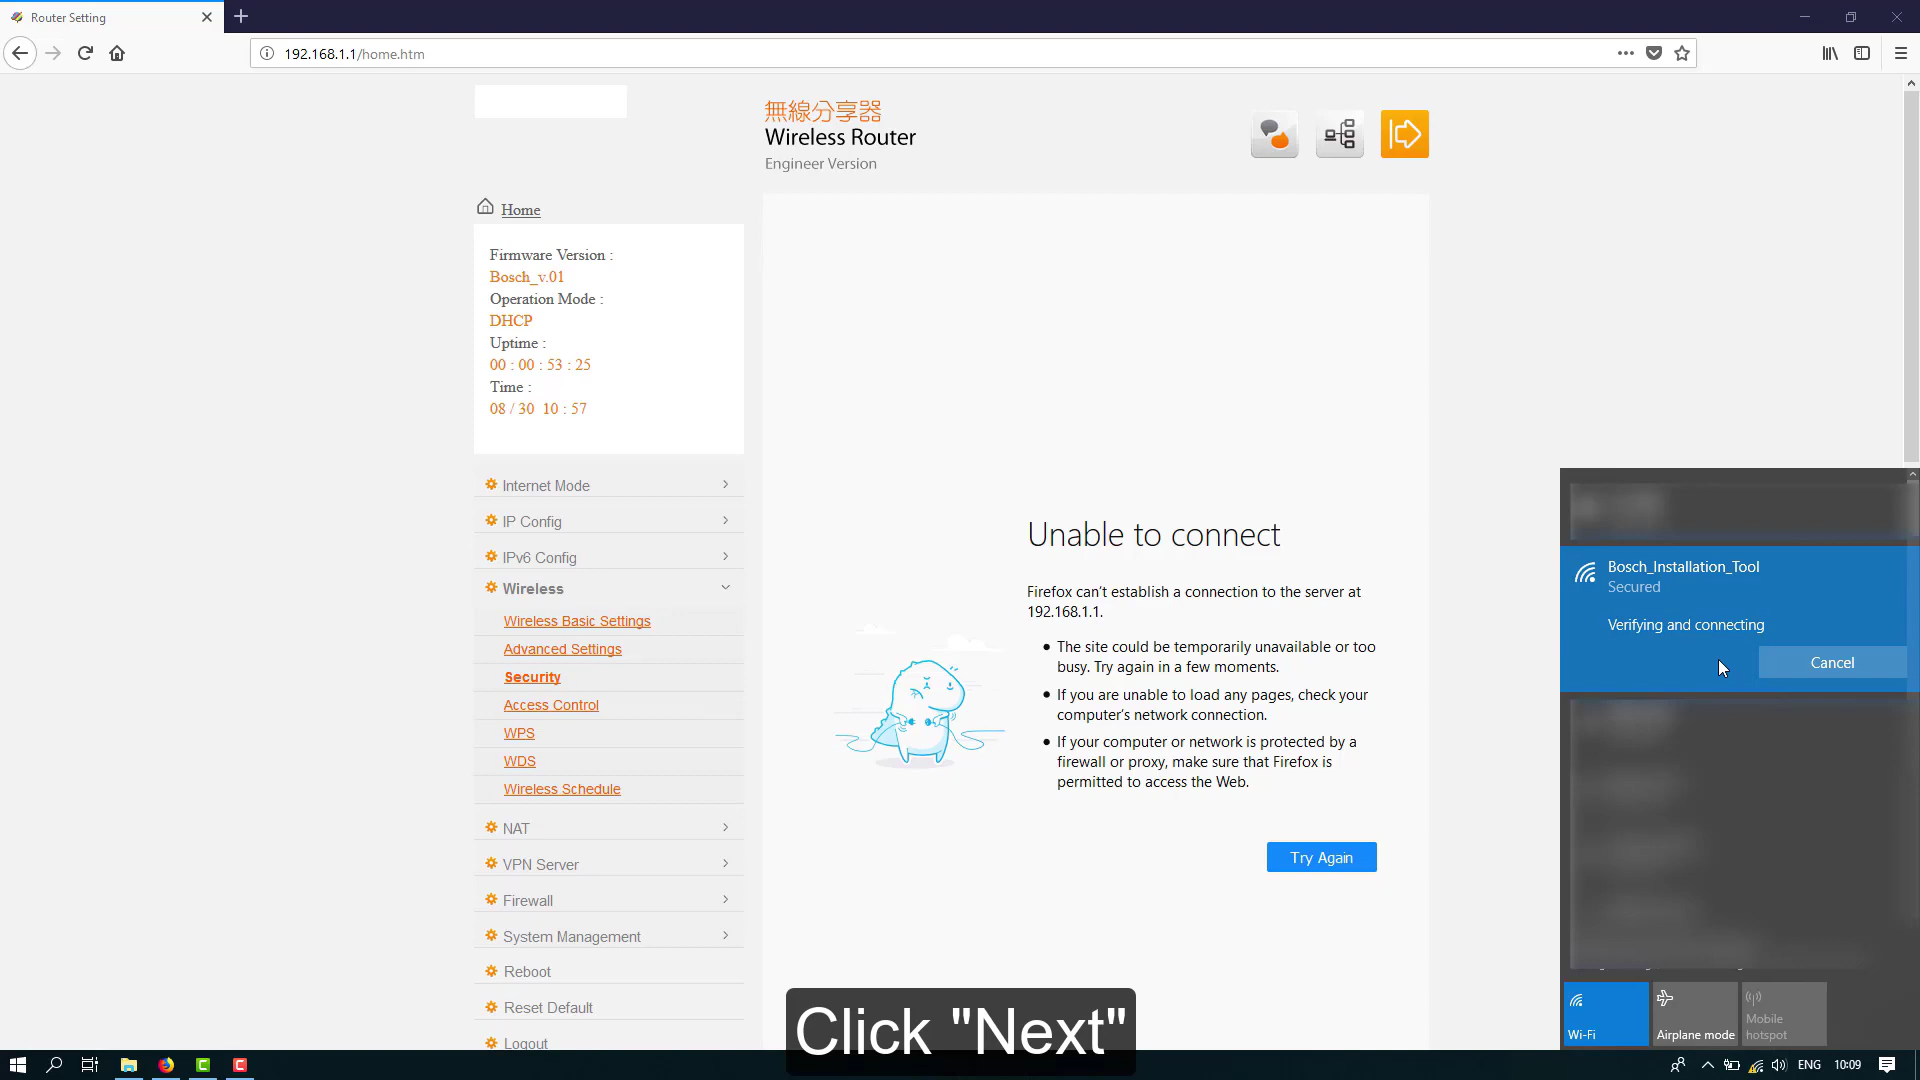 Router Setting
192.168.1.1/home.htm
無線分享器
Wireless Router
Engineer Version
Home
Firmware Version :
Bosch_v.01
Operation Mode :
DHCP
Uptime :
00 : 00 : 53 : 25
Time :
08 / 30 10 : 57
Internet Mode
IP Config
IPv6 Config
Wireless
Wireless Basic Settings
Advanced Settings
Security
Access Control
WPS
WDS
Wireless Schedule
NAT
VPN Server
Firewall
System Management
Reboot
Reset Default
Logout
Unable to connect
Firefox can’t establish a connection to the server at
192.168.1.1.
The site could be temporarily unavailable or too
busy. Try again in a few moments.
If you are unable to load any pages, check your
computer’s network connection.
If your computer or network is protected by a
firewall or proxy, make sure that Firefox is
permitted to access the Web.
Try Again
Bosch_Installation_Tool
Secured
Verifying and connecting
Cancel
Wi-Fi
Airplane mode
Mobile
hotspot
Click "Next"
ENG
10:09